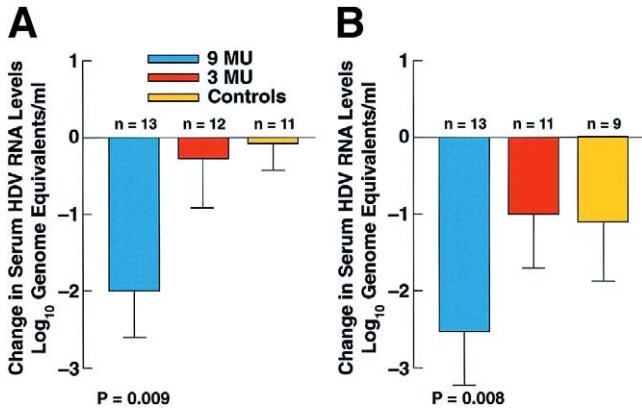 A
Change in Serum HDV RNA Levels
Log10 Genome Equivalents/ml
1
0
−1
−2
−3
9 MU
3 MU
Controls
n = 13
n = 12
n = 11
P = 0.009
B
Change in Serum HDV RNA Levels
Log10 Genome Equivalents/ml
1
0
−1
−2
−3
n = 13
n = 11
n = 9
P = 0.008